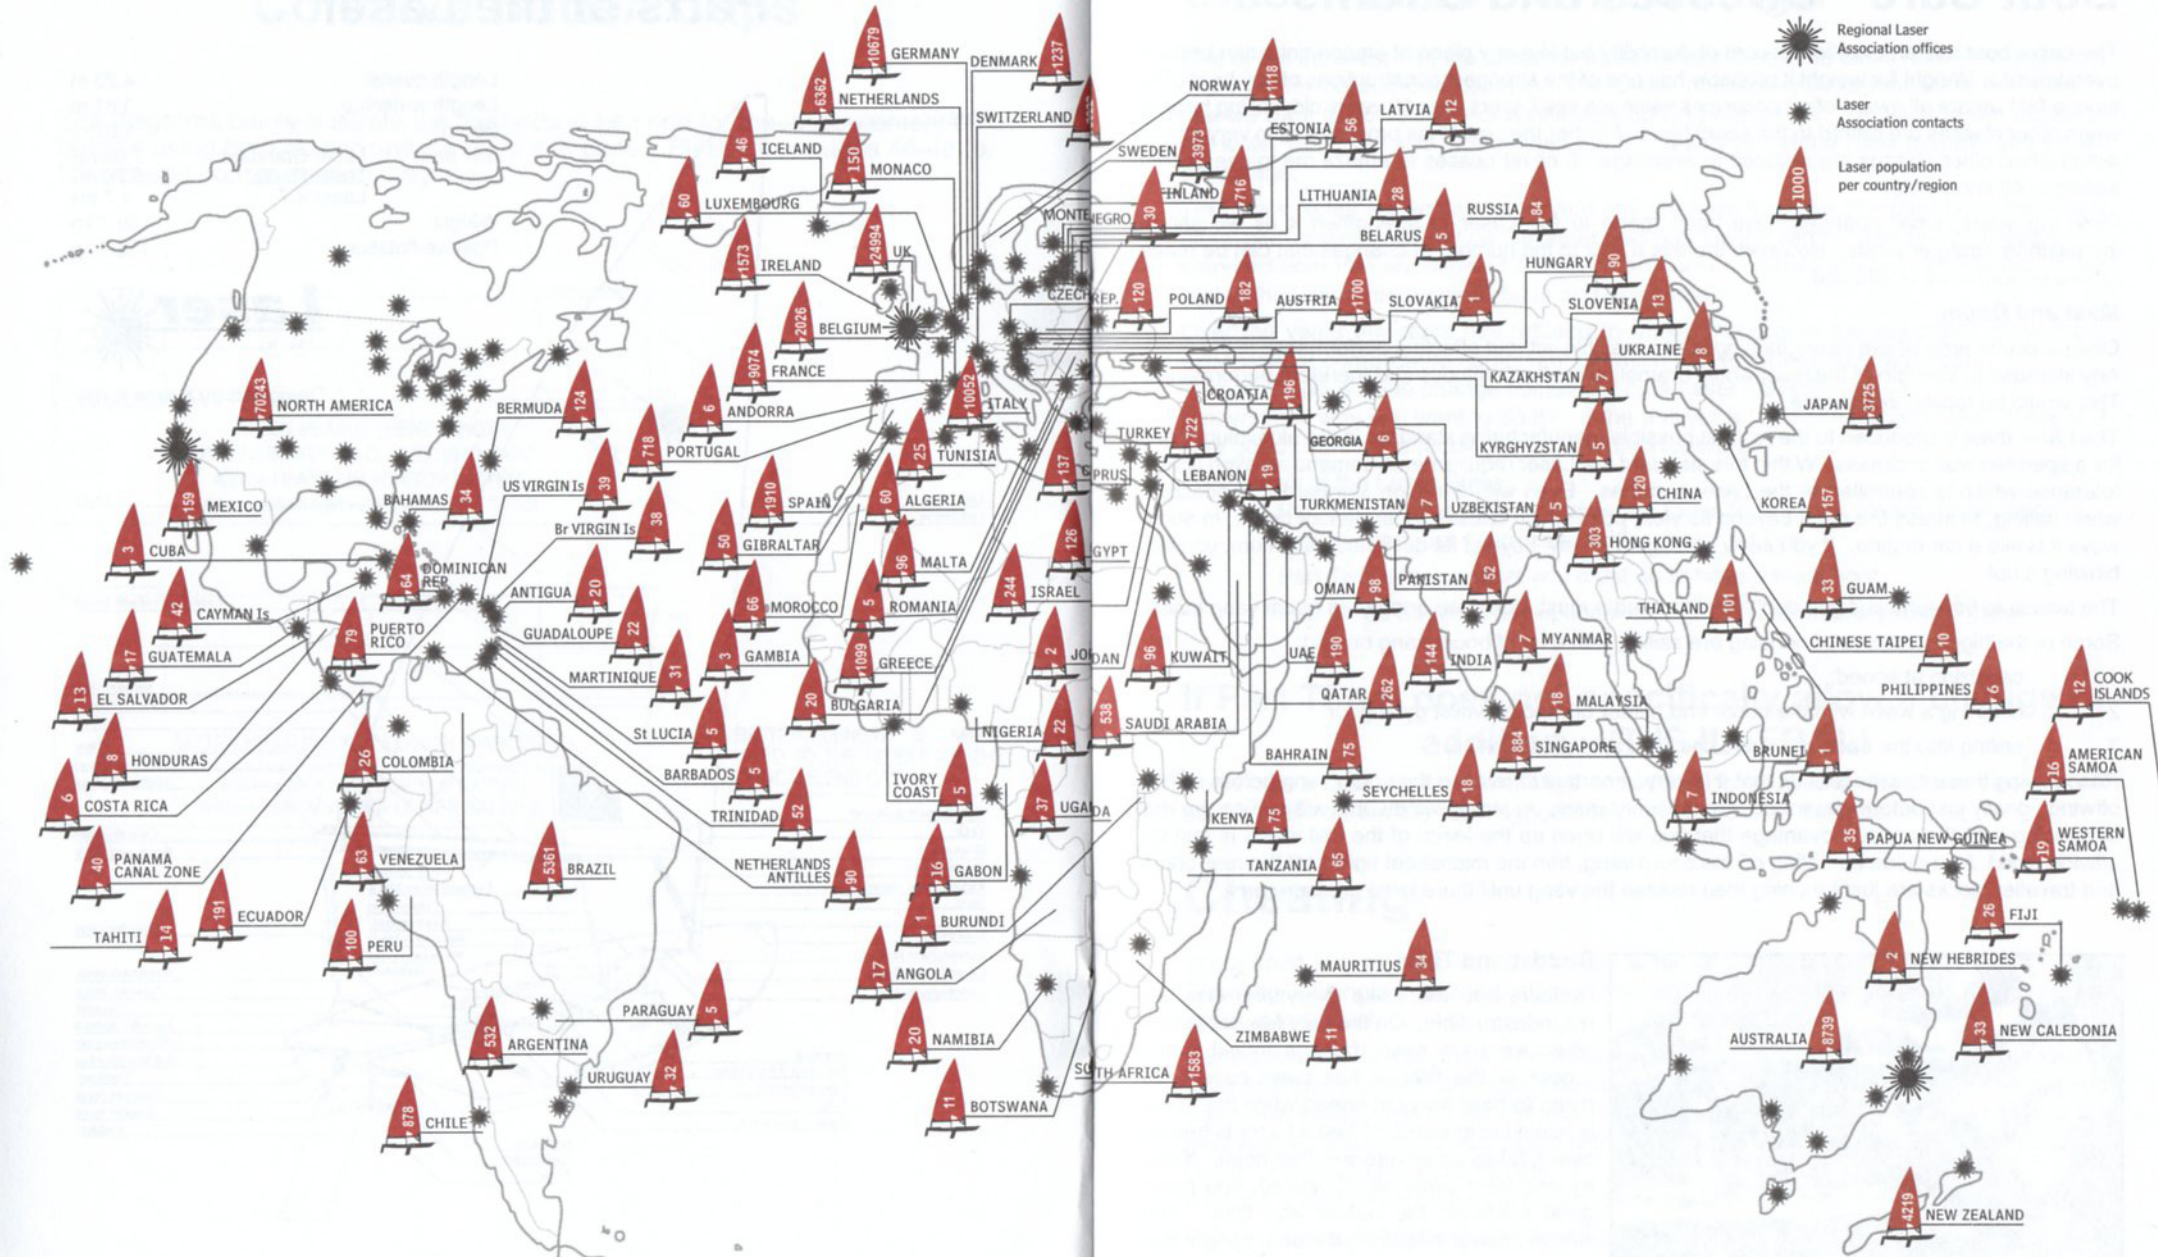 Regional Laser
Association offices
Laser
Association contacts
1000
Laser population
per country/region
10679
GERMANY
DENMARK
1237
6362
NETHERLANDS
SWITZERLAND
NORWAY
1118
LATVIA
12
ESTONIA
56
46
ICELAND
150
MONACO
SWEDEN
3973
FINLAND
716
60
LUXEMBOURG
MONTENEGRO
30
LITHUANIA
28
RUSSIA
84
BELARUS
5
24994
UK
1573
IRELAND
HUNGARY
90
CZECH REP.
120
POLAND
182
AUSTRIA
1700
SLOVAKIA
1
SLOVENIA
13
2026
BELGIUM
UKRAINE
8
9074
FRANCE
KAZAKHSTAN
7
70243
NORTH AMERICA
BERMUDA
124
6
ANDORRA
10052
ITALY
CROATIA
196
JAPAN
3725
718
PORTUGAL
25
TUNISIA
TURKEY
722
GEORGIA
6
KYRGHYZSTAN
5
137
PRUS
LEBANON
19
TURKMENISTAN
7
UZBEKISTAN
5
120
CHINA
KOREA
157
159
MEXICO
BAHAMAS
34
US VIRGIN Is
39
1910
SPAIN
60
ALGERIA
3
CUBA
Br VIRGIN Is
38
50
GIBRALTAR
96
MALTA
126
GYPT
303
HONG KONG
64
DOMINICAN
REP
42
CAYMAN Is
ANTIGUA
20
66
MOROCCO
5
ROMANIA
244
ISRAEL
OMAN
98
PAKISTAN
52
THAILAND
101
33
GUAM
79
PUERTO
RICO
GUADALOUPE
22
17
GUATEMALA
3
GAMBIA
1099
GREECE
2
JORDAN
96
KUWAIT
UAE
190
144
INDIA
7
MYANMAR
CHINESE TAIPEI
10
13
EL SALVADOR
MARTINIQUE
31
20
BULGARIA
QATAR
262
18
MALAYSIA
PHILIPPINES
6
12
COOK
ISLANDS
St LUCIA
5
NIGERIA
22
538
SAUDI ARABIA
8
HONDURAS
26
COLOMBIA
BAHRAIN
75
884
SINGAPORE
BRUNEI
1
16
AMERICAN
SAMOA
BARBADOS
5
IVORY
COAST
5
6
COSTA RICA
TRINIDAD
52
37
UGANDA
KENYA
75
SEYCHELLES
18
7
INDONESIA
35
PAPUA NEW GUINEA
19
WESTERN
SAMOA
40
PANAMA
CANAL ZONE
63
VENEZUELA
5361
BRAZIL
NETHERLANDS
ANTILLES
90
16
GABON
TANZANIA
65
191
ECUADOR
1
BURUNDI
26
FIJI
TAHITI
14
100
PERU
17
ANGOLA
MAURITIUS
34
2
NEW HEBRIDES
PARAGUAY
5
532
ARGENTINA
20
NAMIBIA
ZIMBABWE
11
AUSTRALIA
8739
33
NEW CALEDONIA
URUGUAY
32
SOUTH AFRICA
1583
878
CHILE
11
BOTSWANA
4219
NEW ZEALAND